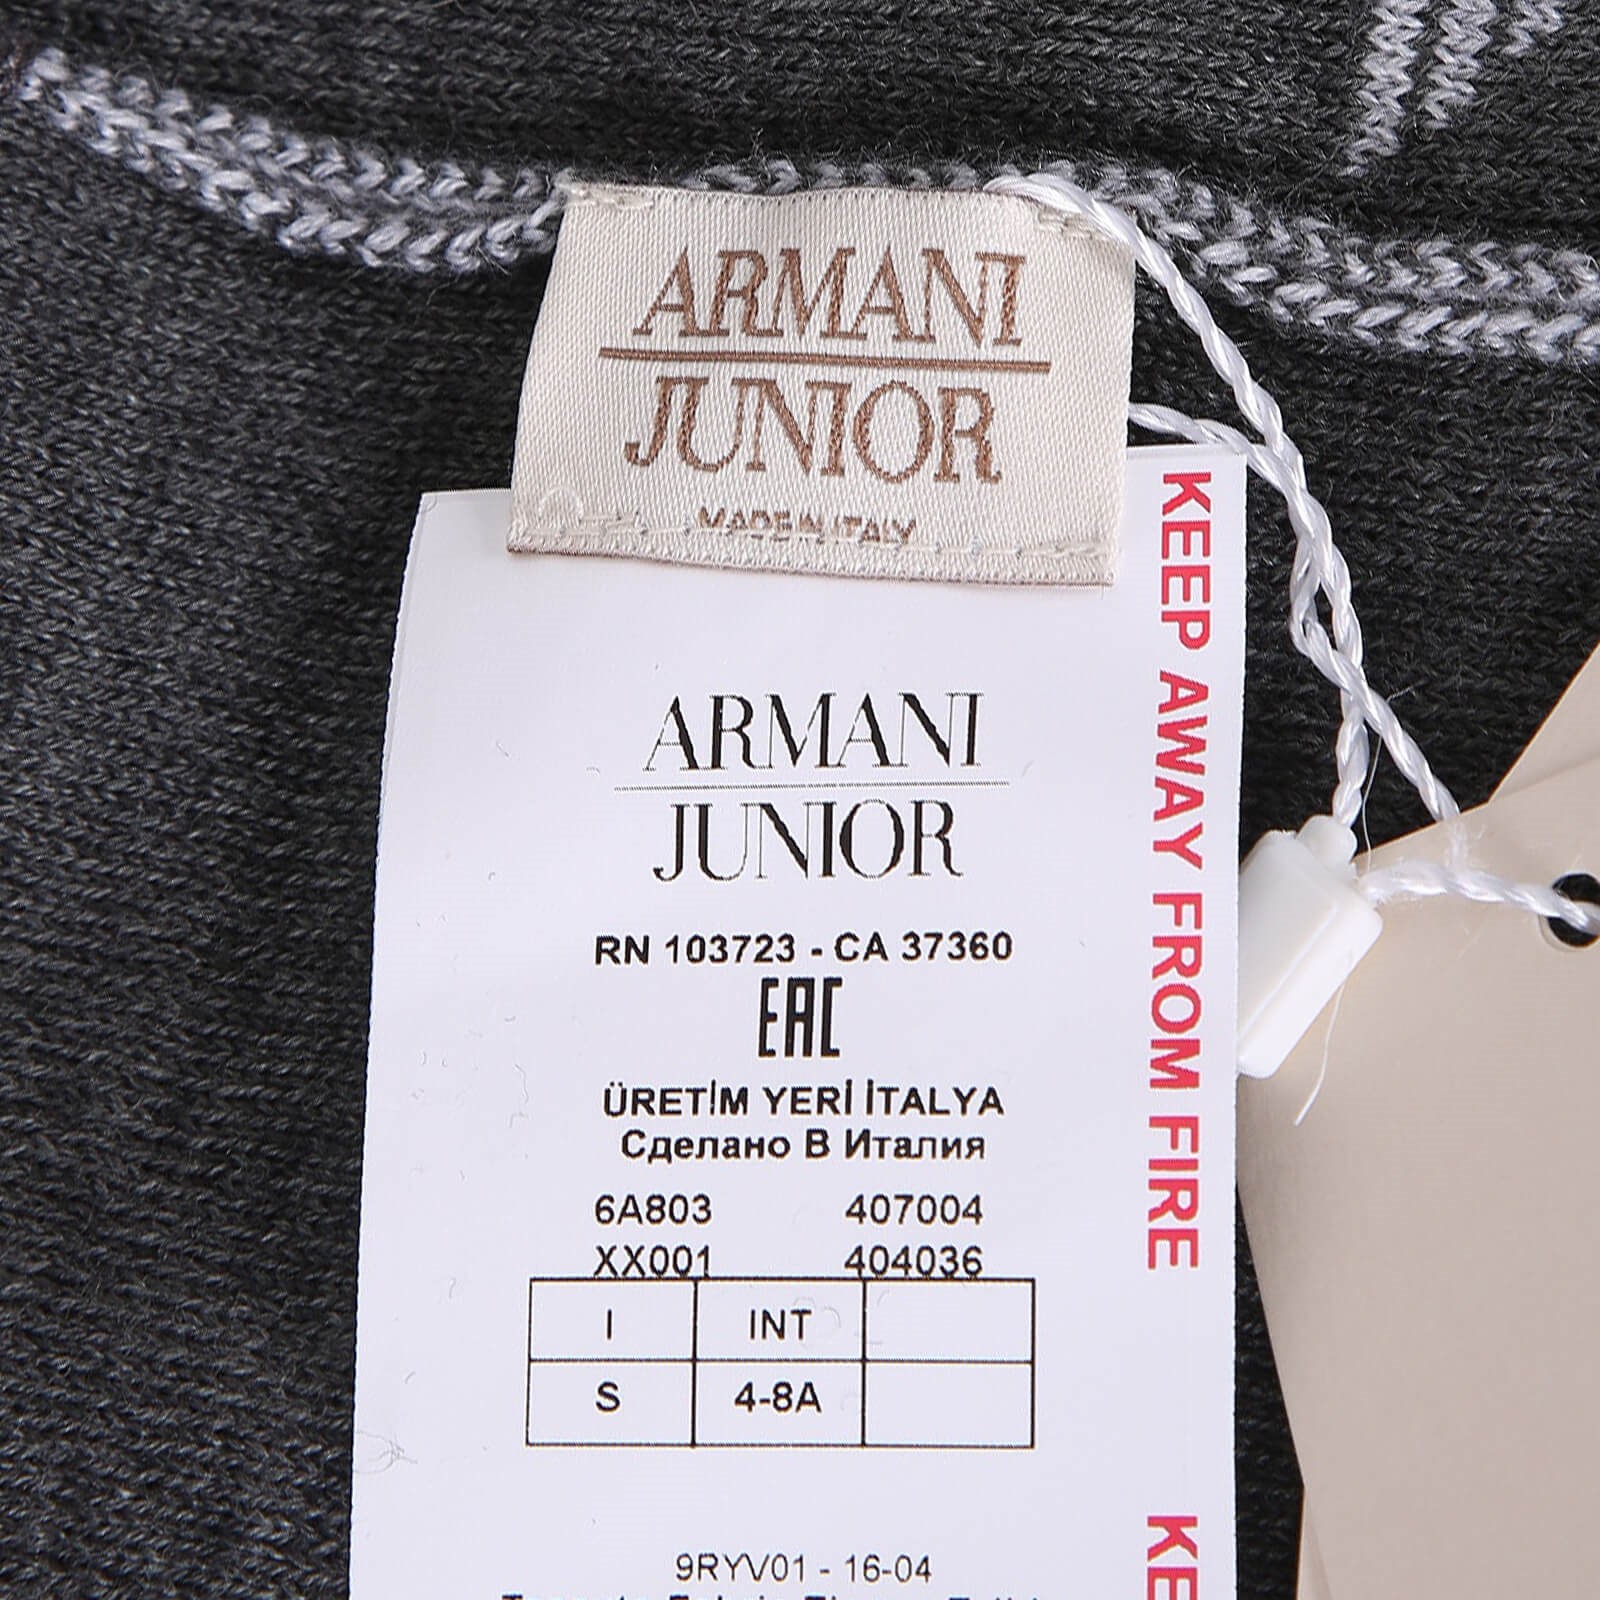 ARMANI
JUNIOR
MADE IN ITALY
ARMANI
JUNIOR
RN 103723 - CA 37360
EAC
ÜRETİM YERİ İTALYA
Сделано В Италия
6A803 407004
XX001 404036
I INT
S 4-8A
9RYV01 - 16-04
KEEP AWAY FROM FIRE
KE